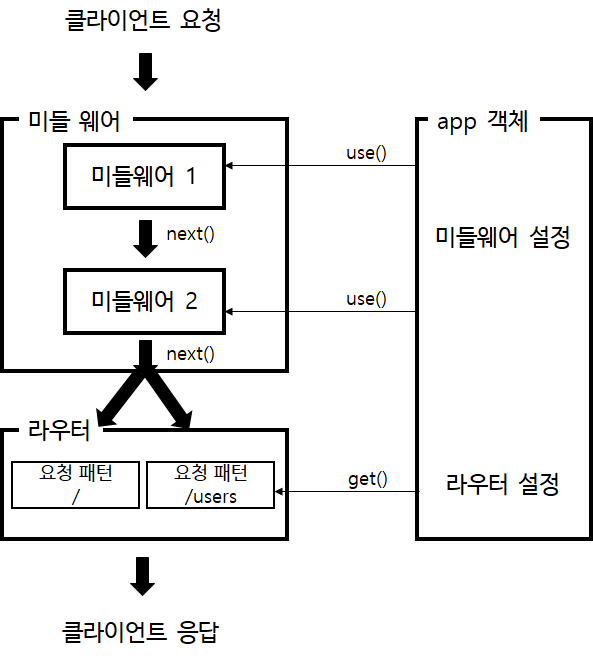 클라이언트 요청
미들 웨어
app 객체
미들웨어 1
use()
next()
미들웨어 설정
미들웨어 2
use()
next()
라우터
요청 패턴
/
요청 패턴
/users
get()
라우터 설정
클라이언트 응답